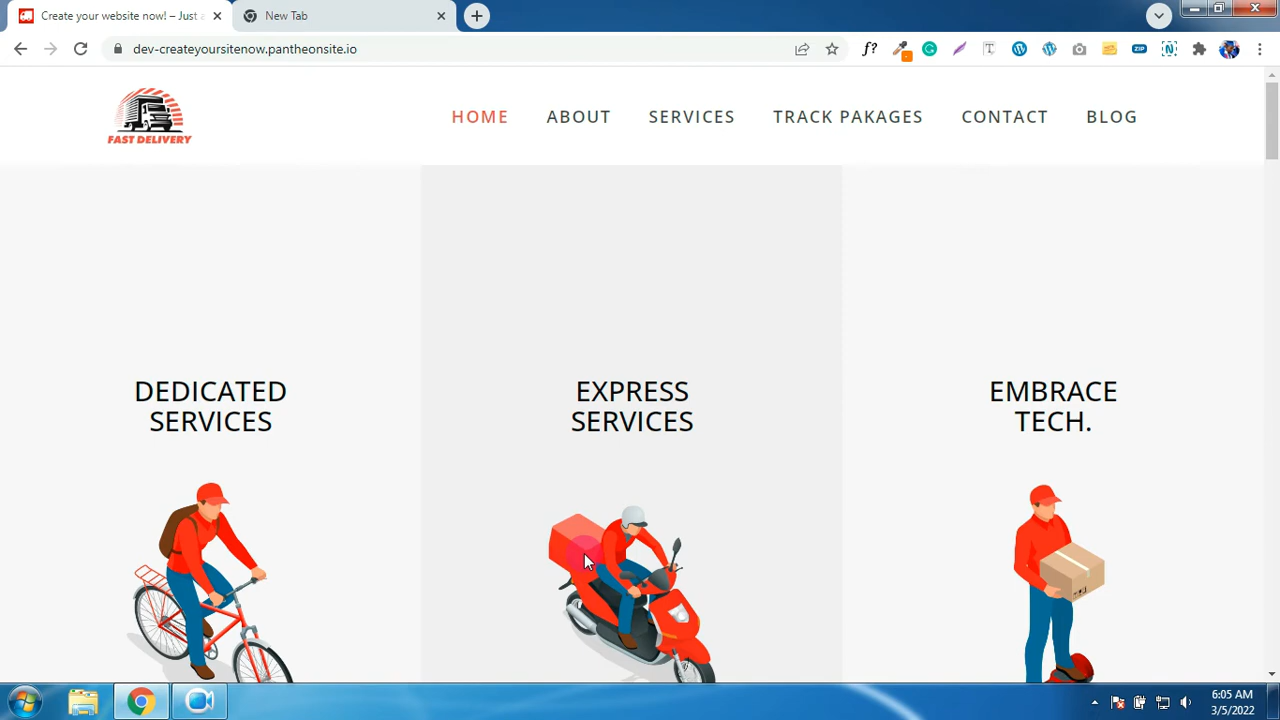 Create your website now! – Just a
New Tab
dev-createyoursitenow.pantheonsite.io
f?
T
ZIP
N
FAST DELIVERY
HOME
ABOUT
SERVICES
TRACK PAKAGES
CONTACT
BLOG
DEDICATED
SERVICES
EXPRESS
SERVICES
EMBRACE
TECH.
6:05 AM
3/5/2022